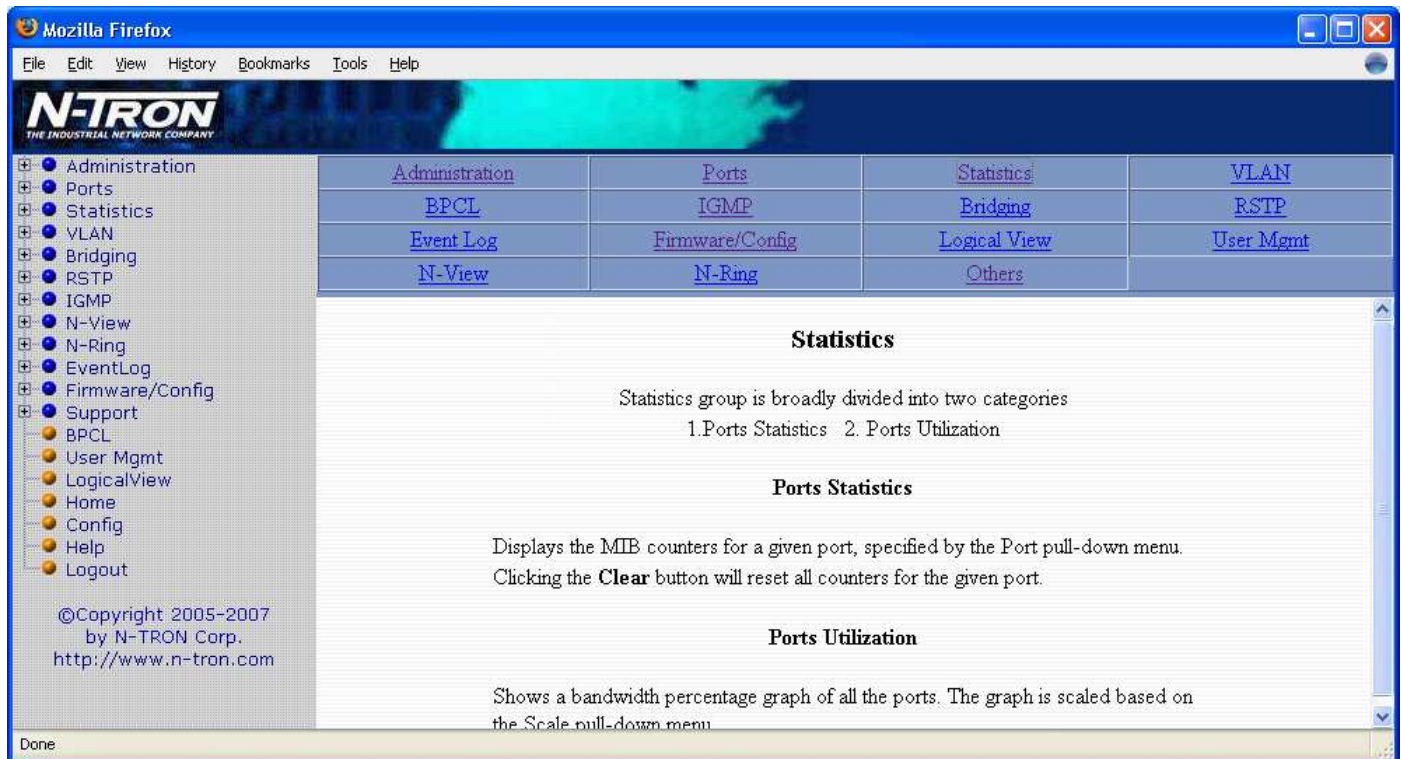 Mozilla Firefox
File Edit View History Bookmarks Tools Help
N-TRON
THE INDUSTRIAL NETWORK COMPANY
Administration
Ports
Statistics
VLAN
Bridging
RSTP
IGMP
N-View
N-Ring
EventLog
Firmware/Config
Support
BPCL
User Mgmt
LogicalView
Home
Config
Help
Logout
©Copyright 2005-2007
by N-TRON Corp.
http://www.n-tron.com
Administration Ports Statistics VLAN
BPCL IGMP Bridging RSTP
Event Log Firmware/Config Logical View User Mgmt
N-View N-Ring Others
Statistics
Statistics group is broadly divided into two categories
1.Ports Statistics 2. Ports Utilization
Ports Statistics
Displays the MIB counters for a given port, specified by the Port pull-down menu.
Clicking the Clear button will reset all counters for the given port.
Ports Utilization
Shows a bandwidth percentage graph of all the ports. The graph is scaled based on
the Scale pull-down menu
Done